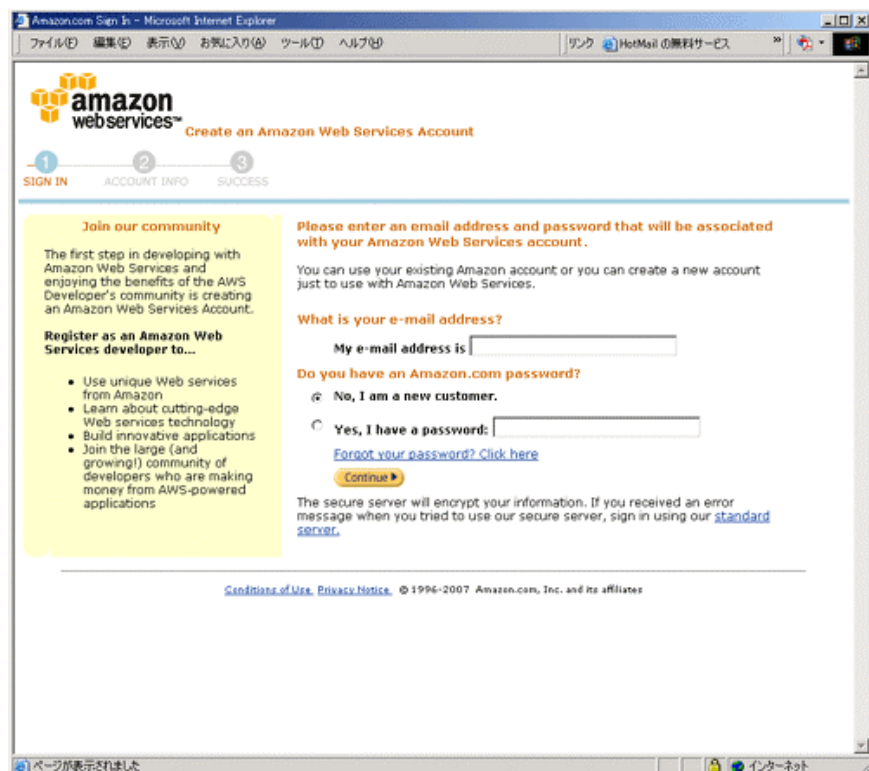 Amazon.com Sign In - Microsoft Internet Explorer
ファイル(F) 編集(E) 表示(V) お気に入り(A) ツール(T) ヘルプ(H) リンク HotMail の無料サービス »
amazon
webservices™
Create an Amazon Web Services Account
1 2 3
SIGN IN ACCOUNT INFO SUCCESS
Join our community
The first step in developing with
Amazon Web Services and
enjoying the benefits of the AWS
Developer's community is creating
an Amazon Web Services Account.
Register as an Amazon Web
Services developer to...
• Use unique Web services
from Amazon
• Learn about cutting-edge
Web services technology
• Build innovative applications
• Join the large (and
growing!) community of
developers who are making
money from AWS-powered
applications
Please enter an email address and password that will be associated
with your Amazon Web Services account.
You can use your existing Amazon account or you can create a new account
just to use with Amazon Web Services.
What is your e-mail address?
My e-mail address is
Do you have an Amazon.com password?
No, I am a new customer.
Yes, I have a password:
Forgot your password? Click here
Continue
The secure server will encrypt your information. If you received an error
message when you tried to use our secure server, sign in using our standard
server.
Conditions of Use Privacy Notice © 1996-2007 Amazon.com, Inc. and its affiliates
ページが表示されました インターネット